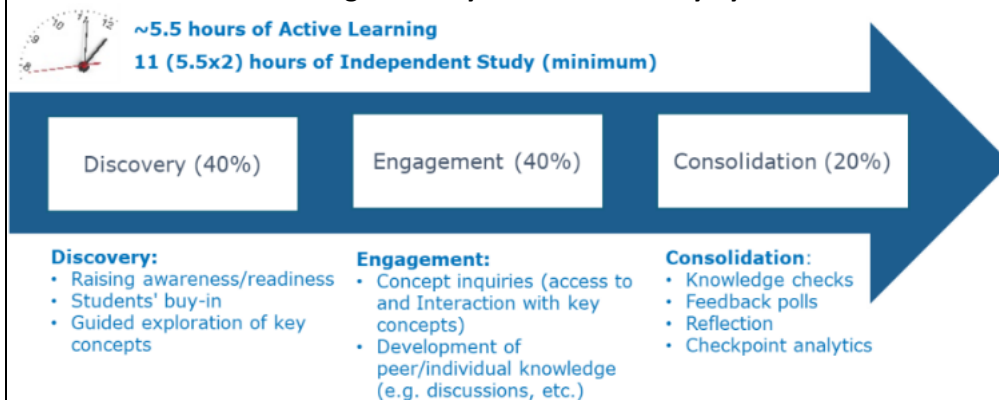 ~5.5 hours of Active Learning
11 (5.5x2) hours of Independent Study (minimum)
Discovery (40%)
Engagement (40%)
Consolidation (20%)
Discovery:
• Raising awareness/readiness
• Students' buy-in
• Guided exploration of key
concepts
Engagement:
• Concept inquiries (access to
and Interaction with key
concepts)
• Development of
peer/individual knowledge
(e.g. discussions, etc.)
Consolidation:
• Knowledge checks
• Feedback polls
• Reflection
• Checkpoint analytics